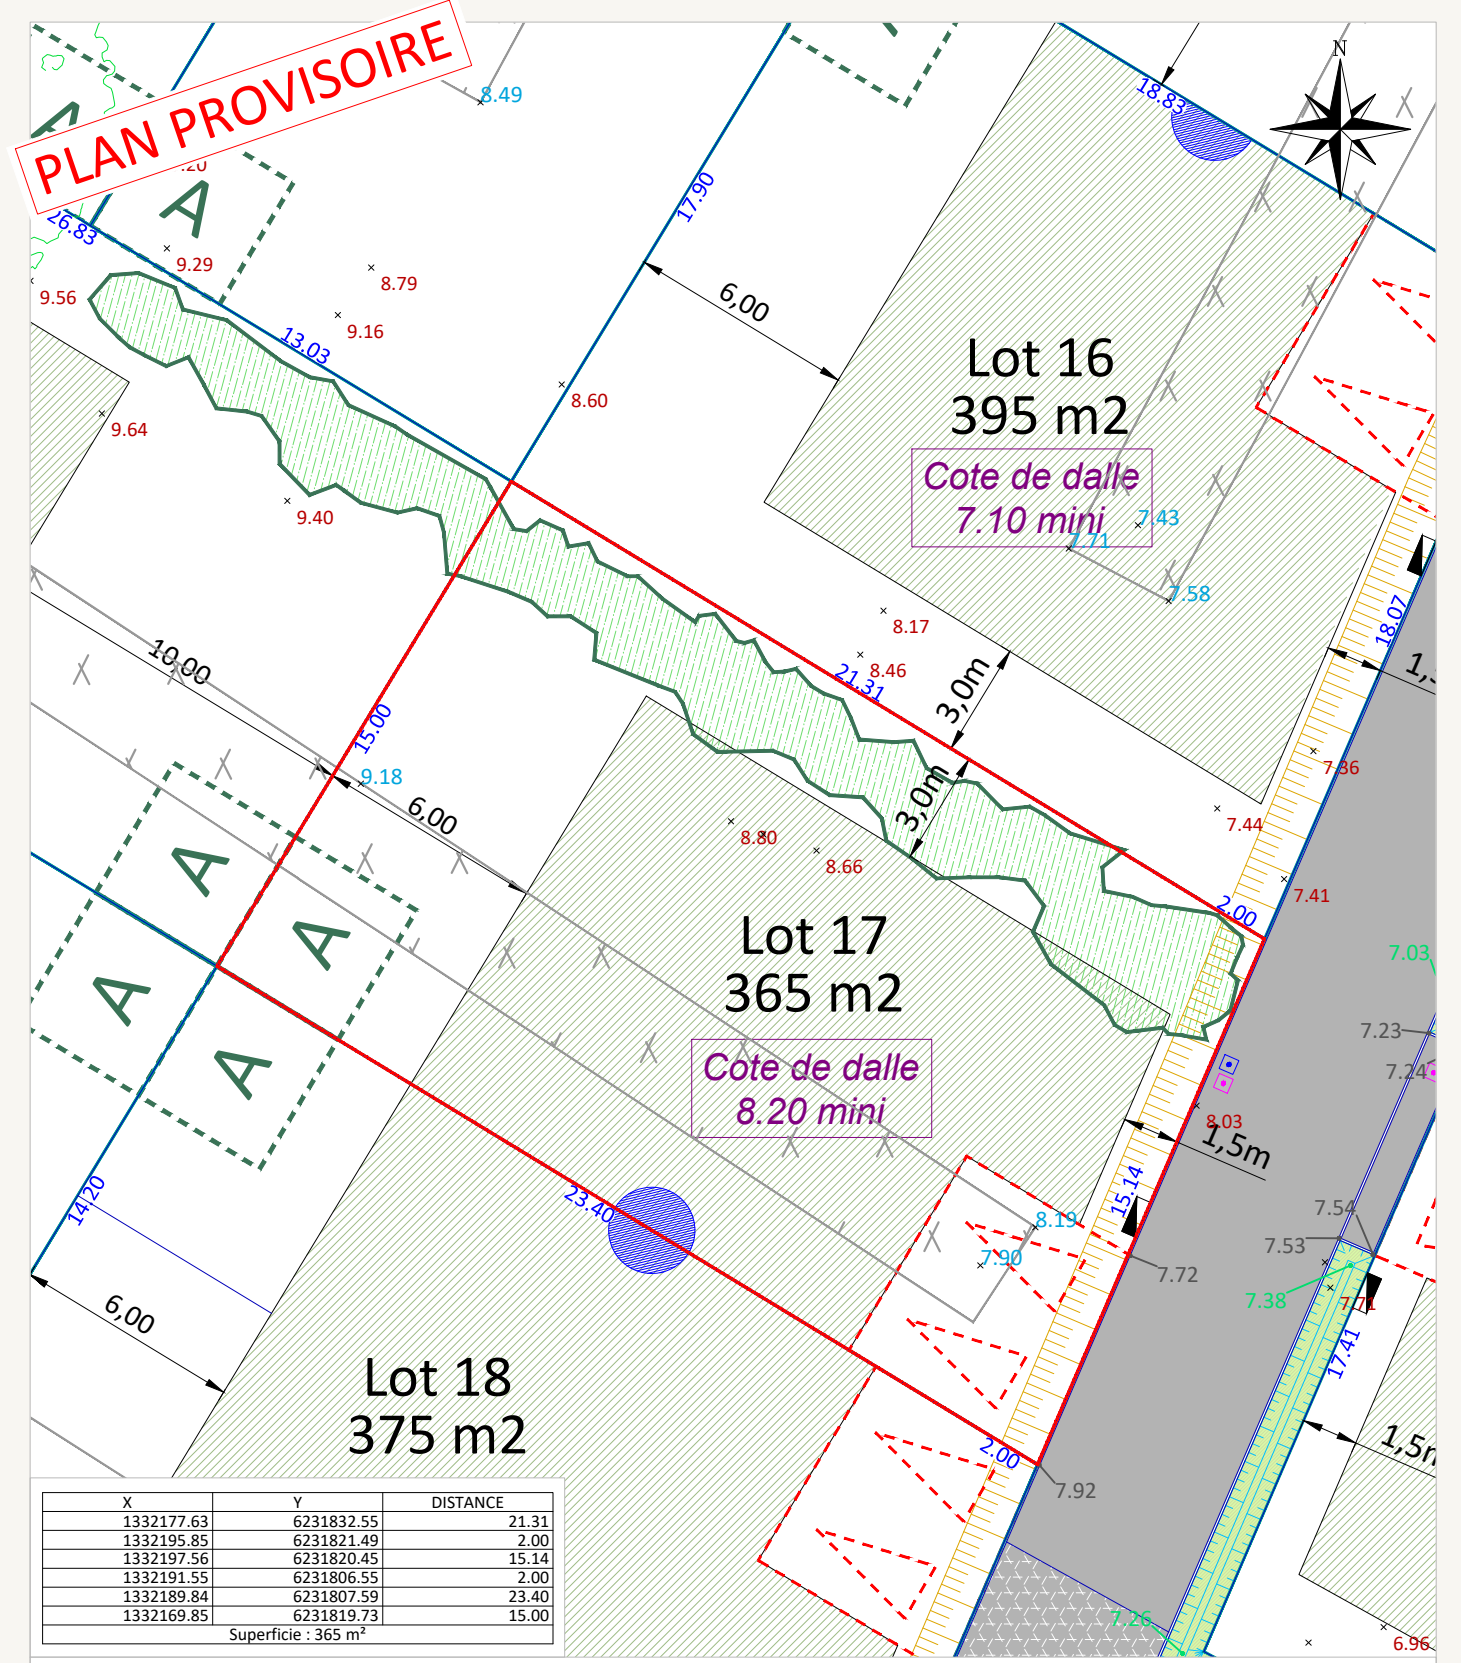 PLAN PROVISOIRE
N
8.49
18.83
.20
A
A
26.83
9.29
8.79
17.90
9.56
9.16
13.03
6,00
8.60
9.64
Lot 16
395 m2
Cote de dalle
7.10 mini
7.43
7.71
7.58
9.40
8.17
8.46
21.31
3,0m
18.07
10,00
15.00
9.18
6,00
3,0m
7.36
7.44
8.80
8.66
7.41
2.00
A
A
A
A
Lot 17
365 m2
Cote de dalle
8.20 mini
7.03
7.23
7.24
8.03
1,5m
15.14
14.20
23.40
8.19
7.90
7.54
7.53
7.72
7.38
7.71
17.41
6,00
Lot 18
375 m2
2.00
1,5m
7.92
7.26
6.96
X Y DISTANCE
1332177.63 6231832.55 21.31
1332195.85 6231821.49 2.00
1332197.56 6231820.45 15.14
1332191.55 6231806.55 2.00
1332189.84 6231807.59 23.40
1332169.85 6231819.73 15.00
Superficie : 365 m²